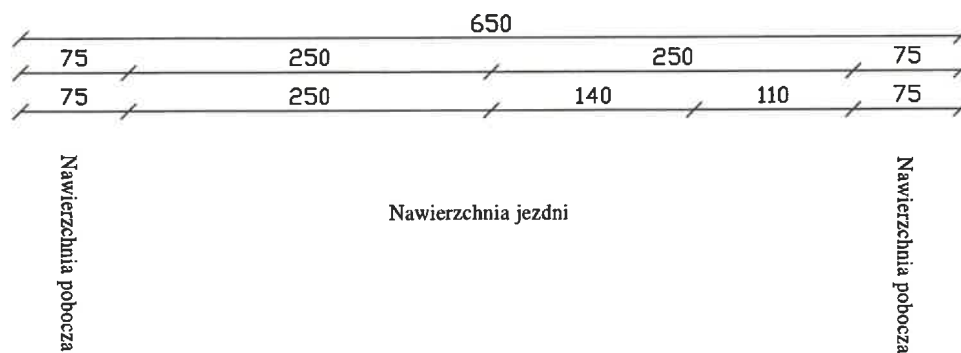 650
75 250 250 75
75 250 140 110 75
Nawierzchnia pobocza
Nawierzchnia jezdni
Nawierzchnia pobocza